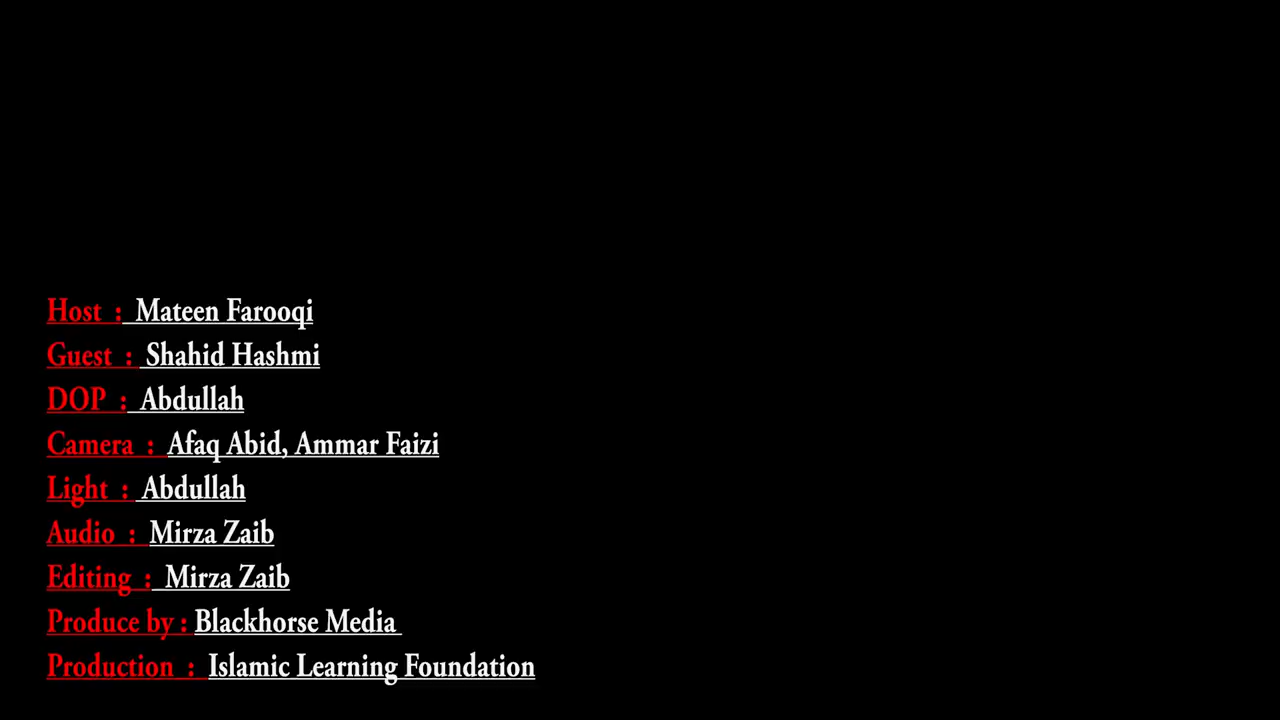 Host : Mateen Farooqi
Guest : Shahid Hashmi
DOP : Abdullah
Camera : Afaq Abid, Ammar Faizi
Light : Abdullah
Audio : Mirza Zaib
Editing : Mirza Zaib
Produce by : Blackhorse Media
Production : Islamic Learning Foundation